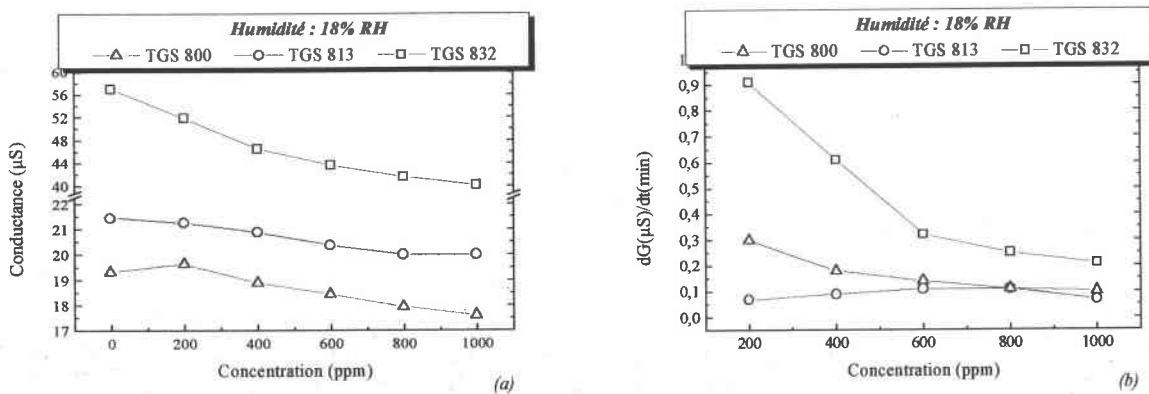 Humidité : 18% RH
TGS 800 TGS 813 TGS 832
60
56
52
48
44
40
22
21
20
19
18
17
Conductance (µS)
0 200 400 600 800 1000
Concentration (ppm)
(a)
Humidité : 18% RH
TGS 800 TGS 813 TGS 832
0,9
0,8
0,7
0,6
0,5
0,4
0,3
0,2
0,1
0,0
dG(µS)/dt(min)
200 400 600 800 1000
Concentration (ppm)
(b)